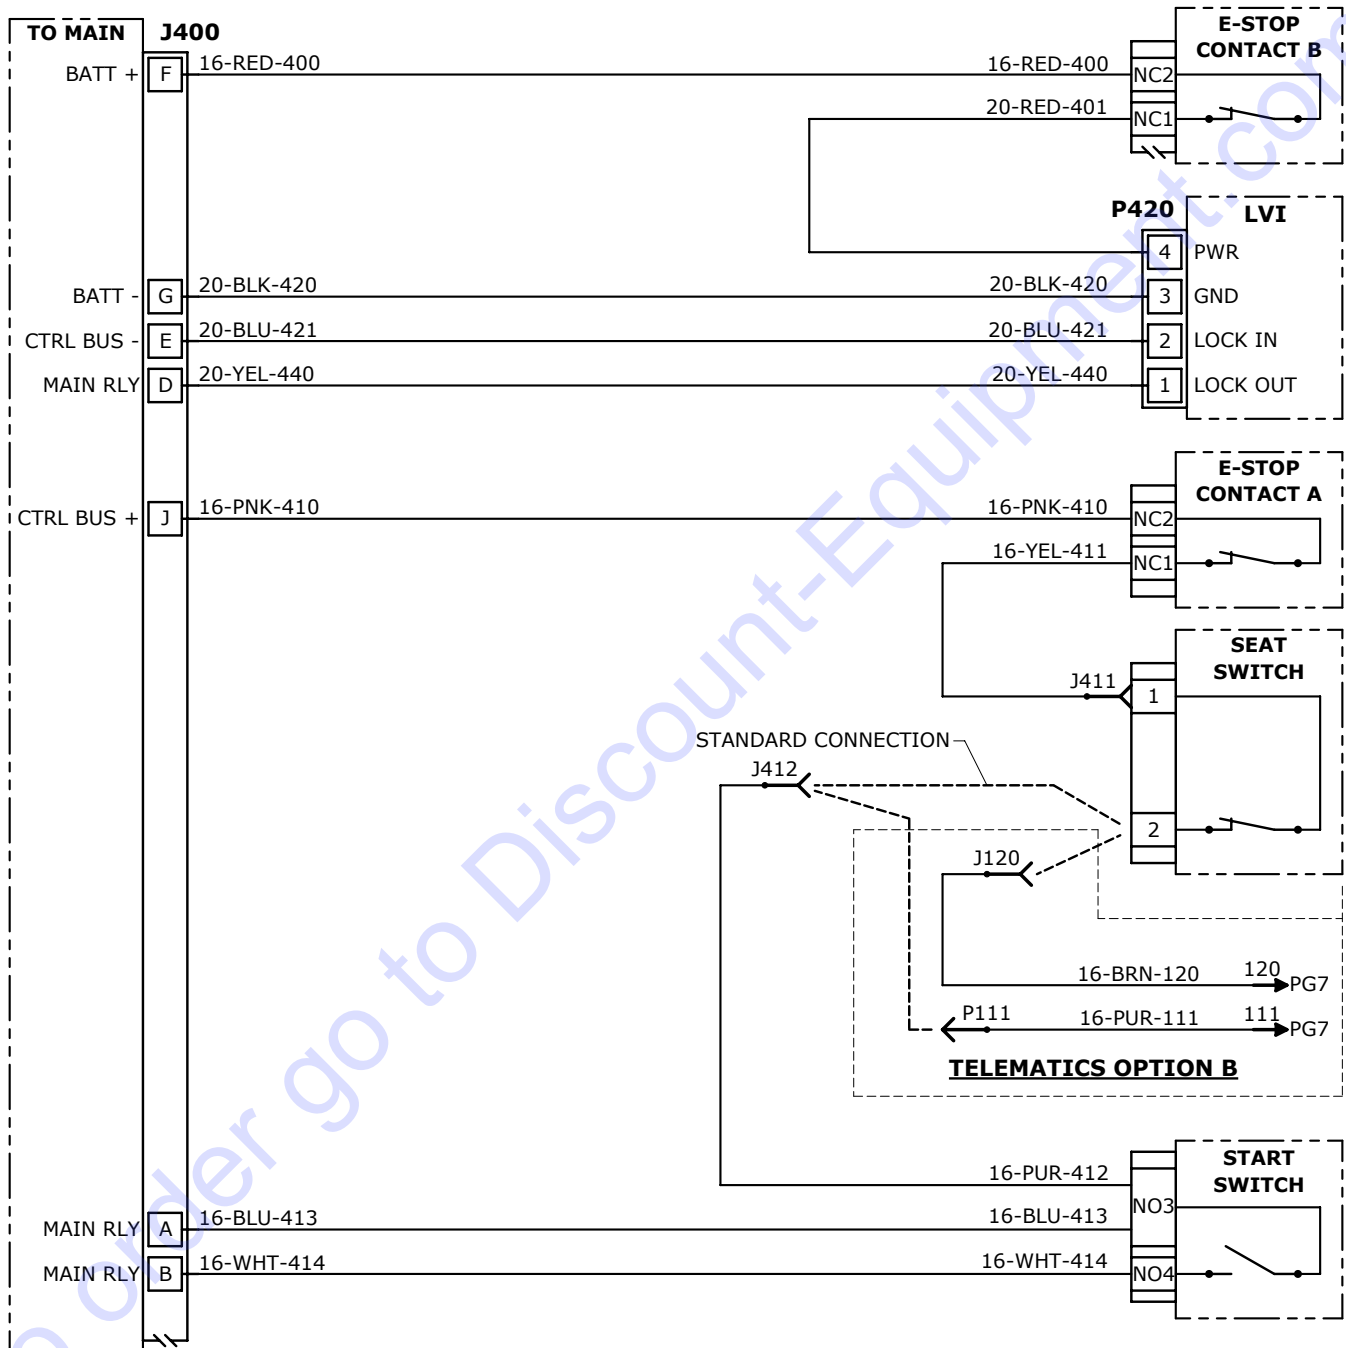 TO MAIN
J400
E-STOP
CONTACT B
BATT +
F
16-RED-400
16-RED-400
NC2
20-RED-401
NC1
P420
LVI
4
PWR
BATT -
G
20-BLK-420
20-BLK-420
3
GND
CTRL BUS -
E
20-BLU-421
20-BLU-421
2
LOCK IN
MAIN RLY
D
20-YEL-440
20-YEL-440
1
LOCK OUT
E-STOP
CONTACT A
CTRL BUS +
J
16-PNK-410
16-PNK-410
NC2
16-YEL-411
NC1
SEAT
SWITCH
J411
1
STANDARD CONNECTION
J412
2
J120
16-BRN-120
120
PG7
P111
16-PUR-111
111
PG7
TELEMATICS OPTION B
START
SWITCH
16-PUR-412
NO3
MAIN RLY
A
16-BLU-413
16-BLU-413
MAIN RLY
B
16-WHT-414
16-WHT-414
NO4
o order go to Discount-Equipment.com